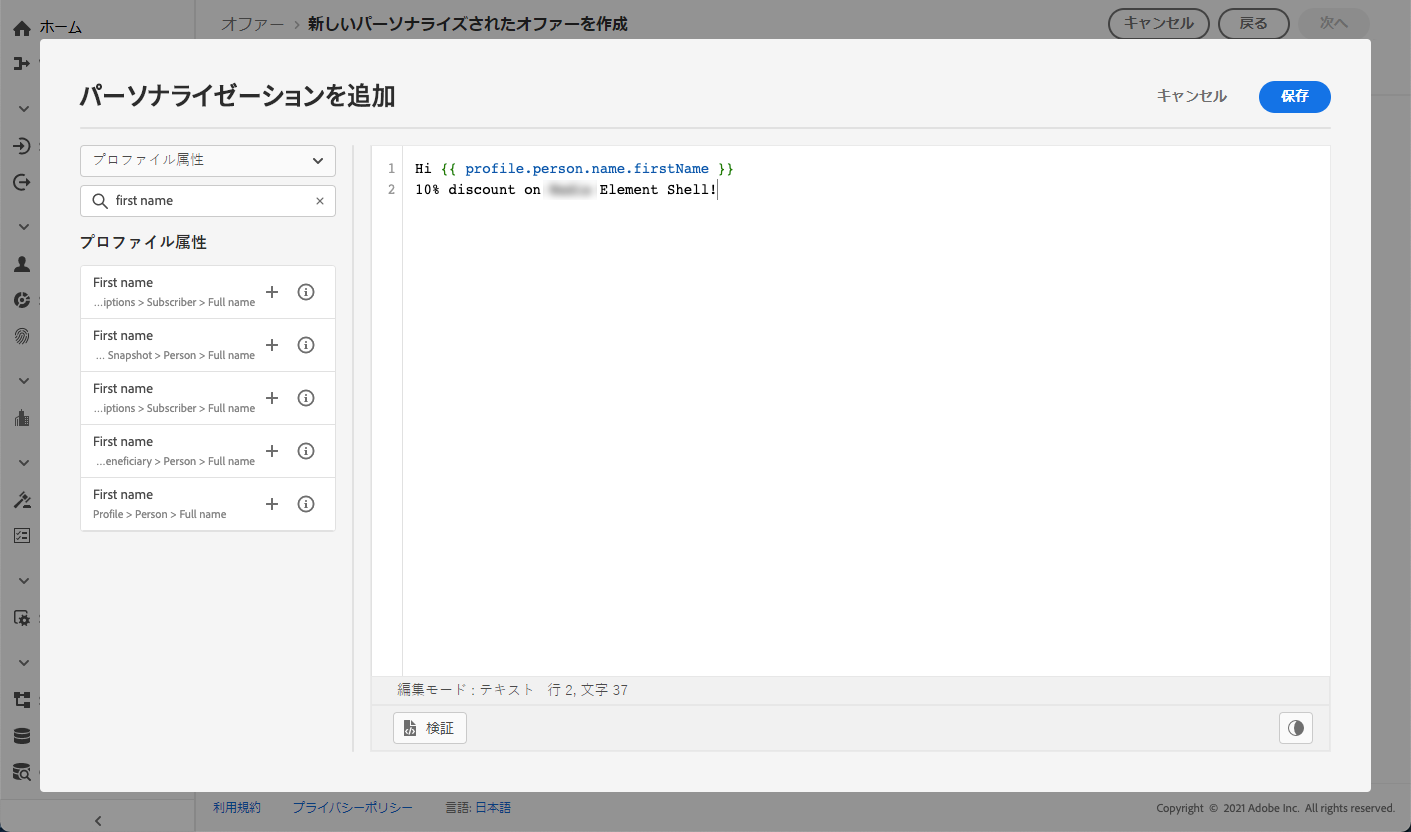 ホーム
オファー › 新しいパーソナライズされたオファーを作成
キャンセル
戻る
次へ
パーソナライゼーションを追加
キャンセル
保存
プロファイル属性
first name
プロファイル属性
First name
...iptions > Subscriber > Full name
First name
... Snapshot > Person > Full name
First name
...iptions > Subscriber > Full name
First name
...eneficiary > Person > Full name
First name
Profile > Person > Full name
1 Hi {{ profile.person.name.firstName }}
2 10% discount on Element Shell!
編集モード : テキスト 行 2, 文字 37
検証
利用規約 プライバシーポリシー 言語: 日本語
Copyright © 2021 Adobe Inc. All rights reserved.